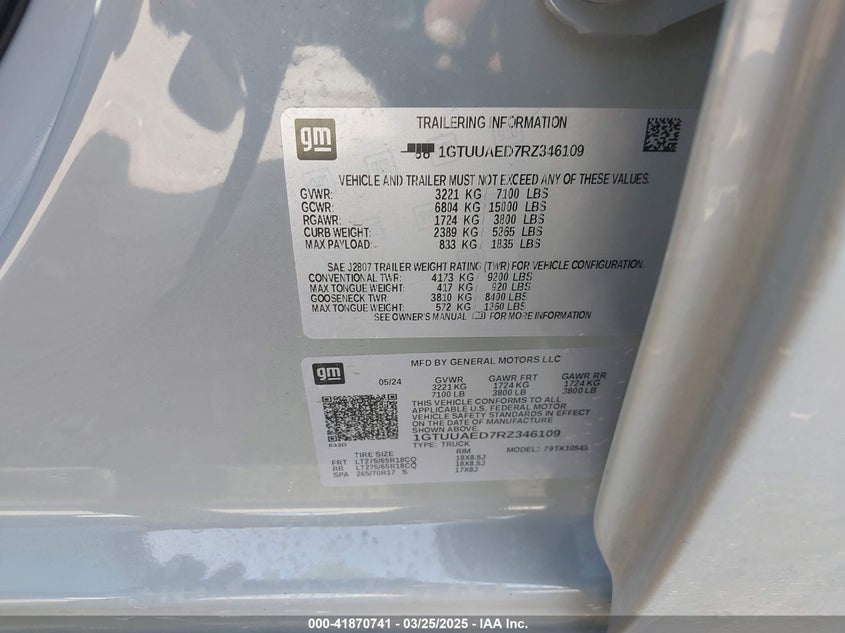 gm
TRAILERING INFORMATION
1GTUUAED7RZ346109
VEHICLE AND TRAILER MUST NOT EXCEED ANY OF THESE VALUES.
GVWR: 3221 KG / 7100 LBS
GCWR: 6804 KG / 15000 LBS
RGAWR: 1724 KG / 3800 LBS
CURB WEIGHT: 2389 KG / 5265 LBS
MAX PAYLOAD: 833 KG / 1835 LBS
SAE J2807 TRAILER WEIGHT RATING (TWR) FOR VEHICLE CONFIGURATION.
CONVENTIONAL TWR: 4173 KG / 9200 LBS
MAX TONGUE WEIGHT: 417 KG / 920 LBS
GOOSENECK TWR: 3810 KG / 8400 LBS
MAX TONGUE WEIGHT: 572 KG / 1260 LBS
SEE OWNER'S MANUAL FOR MORE INFORMATION
gm
MFD BY GENERAL MOTORS LLC
05/24 GVWR GAWR FRT GAWR RR
3221 KG 1724 KG 1724 KG
7100 LB 3800 LB 3800 LB
THIS VEHICLE CONFORMS TO ALL
APPLICABLE U.S. FEDERAL MOTOR
VEHICLE SAFETY STANDARDS IN EFFECT
ON THE DATE OF MANUFACTURE
SHOWN ABOVE.
1GTUUAED7RZ346109
TYPE: TRUCK MODEL: 79TK10543
TIRE SIZE RIM
FRT LT275/65R18CQ 18X8.5J
RR LT275/65R18CQ 18X8.5J
SPA 265/70R17 S 17X8J
000-41870741 / 03/25/2025 / COPYRIGHT 2025 IAA, LLC. ALL RIGHTS RESERVED.